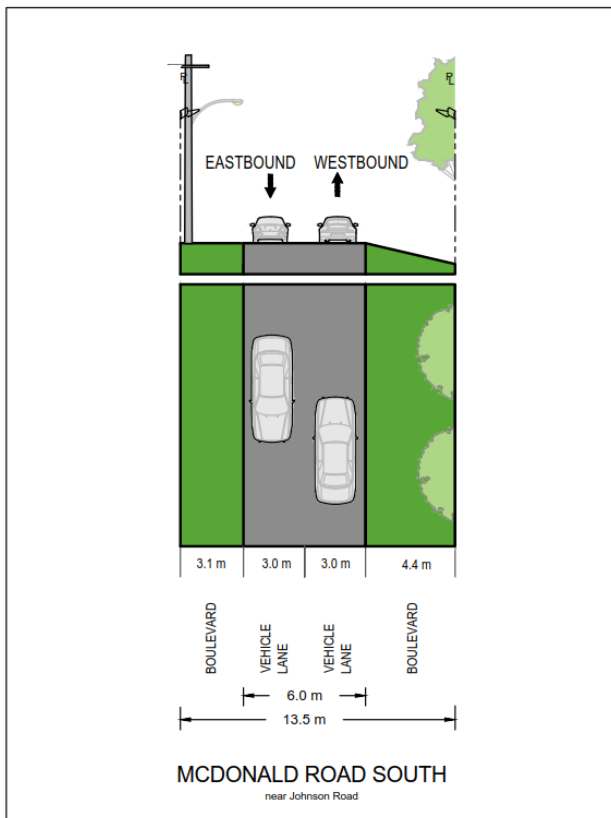 PL
EASTBOUND WESTBOUND
3.1 m 3.0 m 3.0 m 4.4 m
BOULEVARD
VEHICLE
LANE
VEHICLE
LANE
BOULEVARD
6.0 m
13.5 m
MCDONALD ROAD SOUTH
near Johnson Road